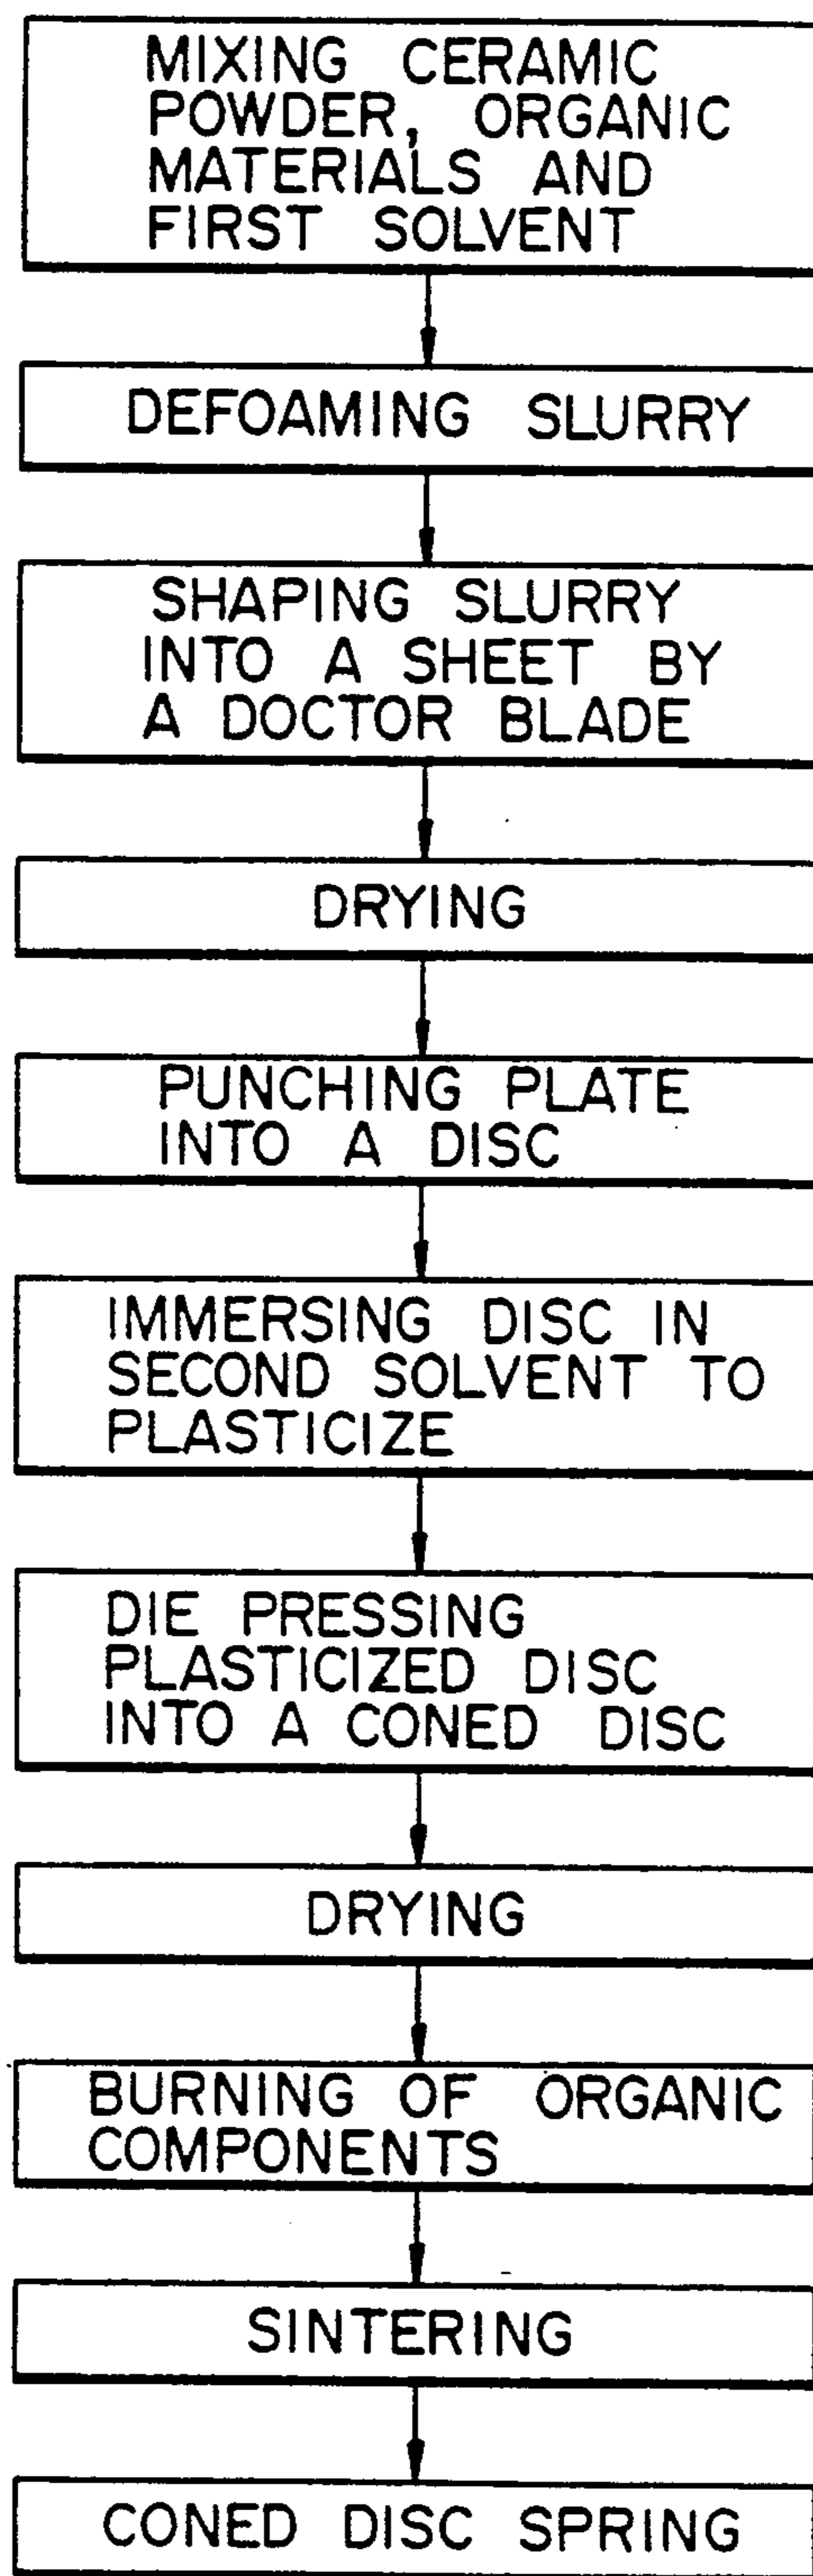 MIXING CERAMIC
POWDER, ORGANIC
MATERIALS AND
FIRST SOLVENT
DEFOAMING SLURRY
SHAPING SLURRY
INTO A SHEET BY
A DOCTOR BLADE
DRYING
PUNCHING PLATE
INTO A DISC
IMMERSING DISC IN
SECOND SOLVENT TO
PLASTICIZE
DIE PRESSING
PLASTICIZED DISC
INTO A CONED DISC
DRYING
BURNING OF ORGANIC
COMPONENTS
SINTERING
CONED DISC SPRING